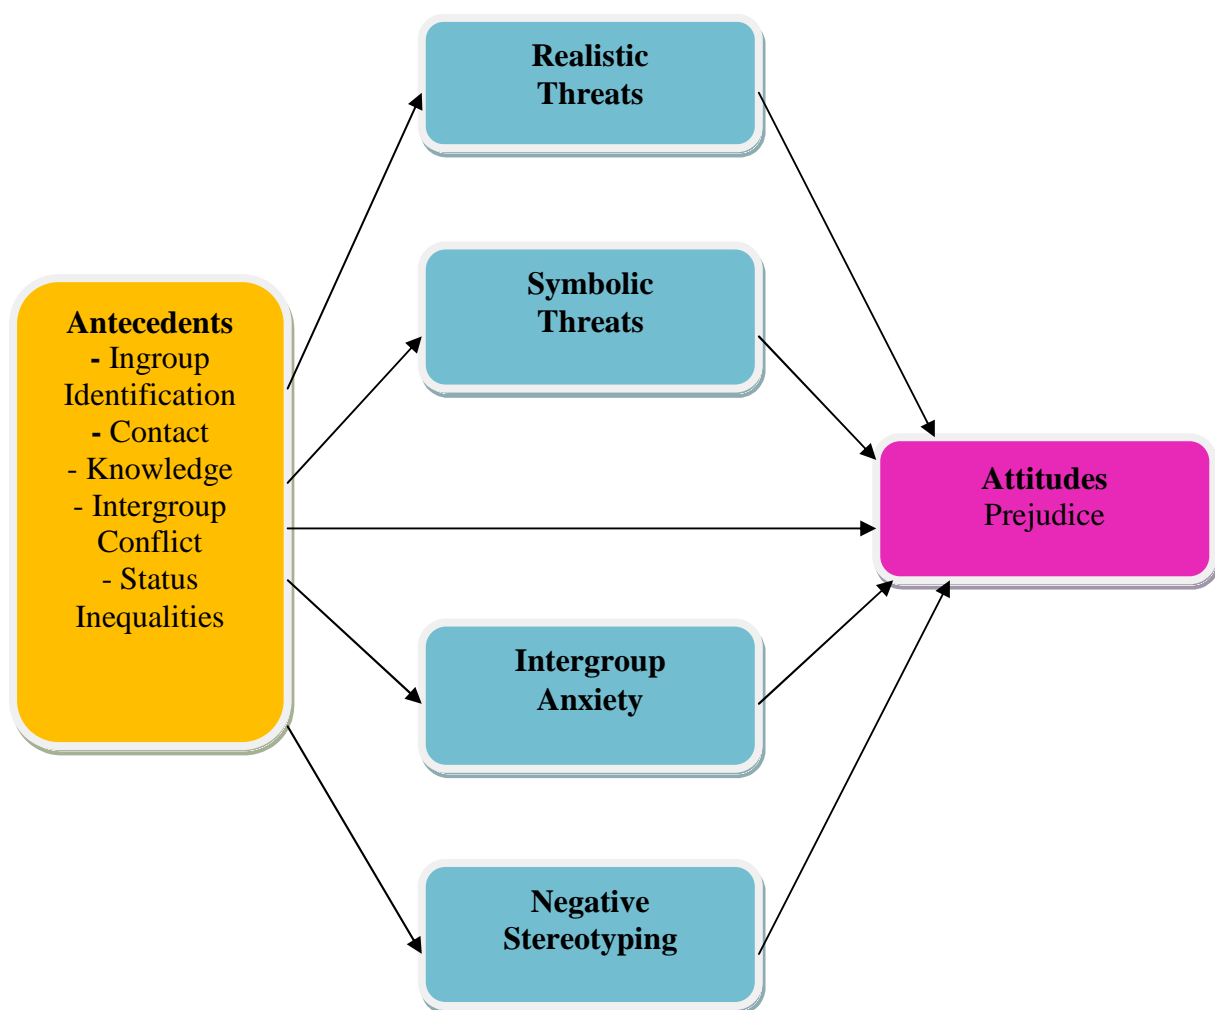 Realistic
Threats
Symbolic
Threats
Antecedents
- Ingroup
Identification
- Contact
- Knowledge
- Intergroup
Conflict
- Status
Inequalities
Attitudes
Prejudice
Intergroup
Anxiety
Negative
Stereotyping